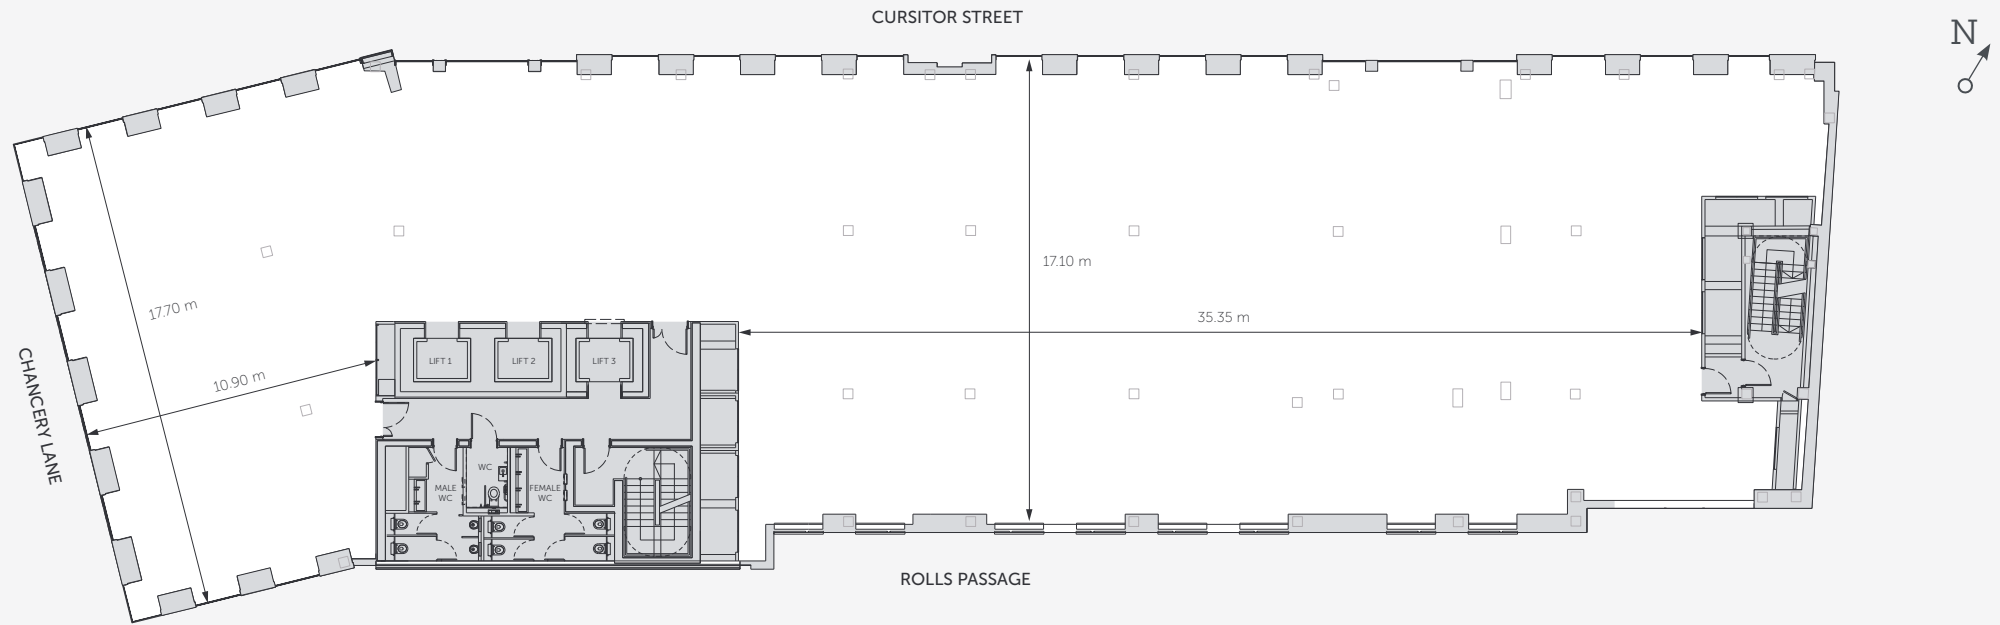 CURSITOR STREET
N
17.10 m
17.70 m
35.35 m
CHANCERY LANE
10.90 m
LIFT 1
LIFT 2
LIFT 3
WC
MALE
WC
FEMALE
WC
ROLLS PASSAGE